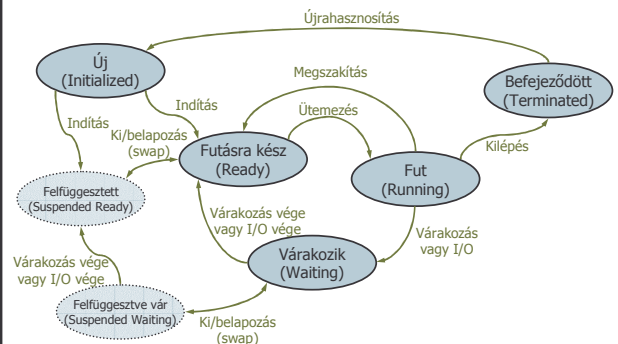 Újrahasznosítás
Új
(Initialized)
Megszakítás
Befejeződött
(Terminated)
Indítás
Indítás
Ütemezés
Ki/belapozás
(swap)
Futásra kész
(Ready)
Kilépés
Fut
(Running)
Felfüggesztett
(Suspended Ready)
Várakozás vége
vagy I/O vége
Várakozás
vagy I/O
Várakozik
(Waiting)
Várakozás vége
vagy I/O vége
Felfüggesztve vár
(Suspended Waiting)
Ki/belapozás
(swap)